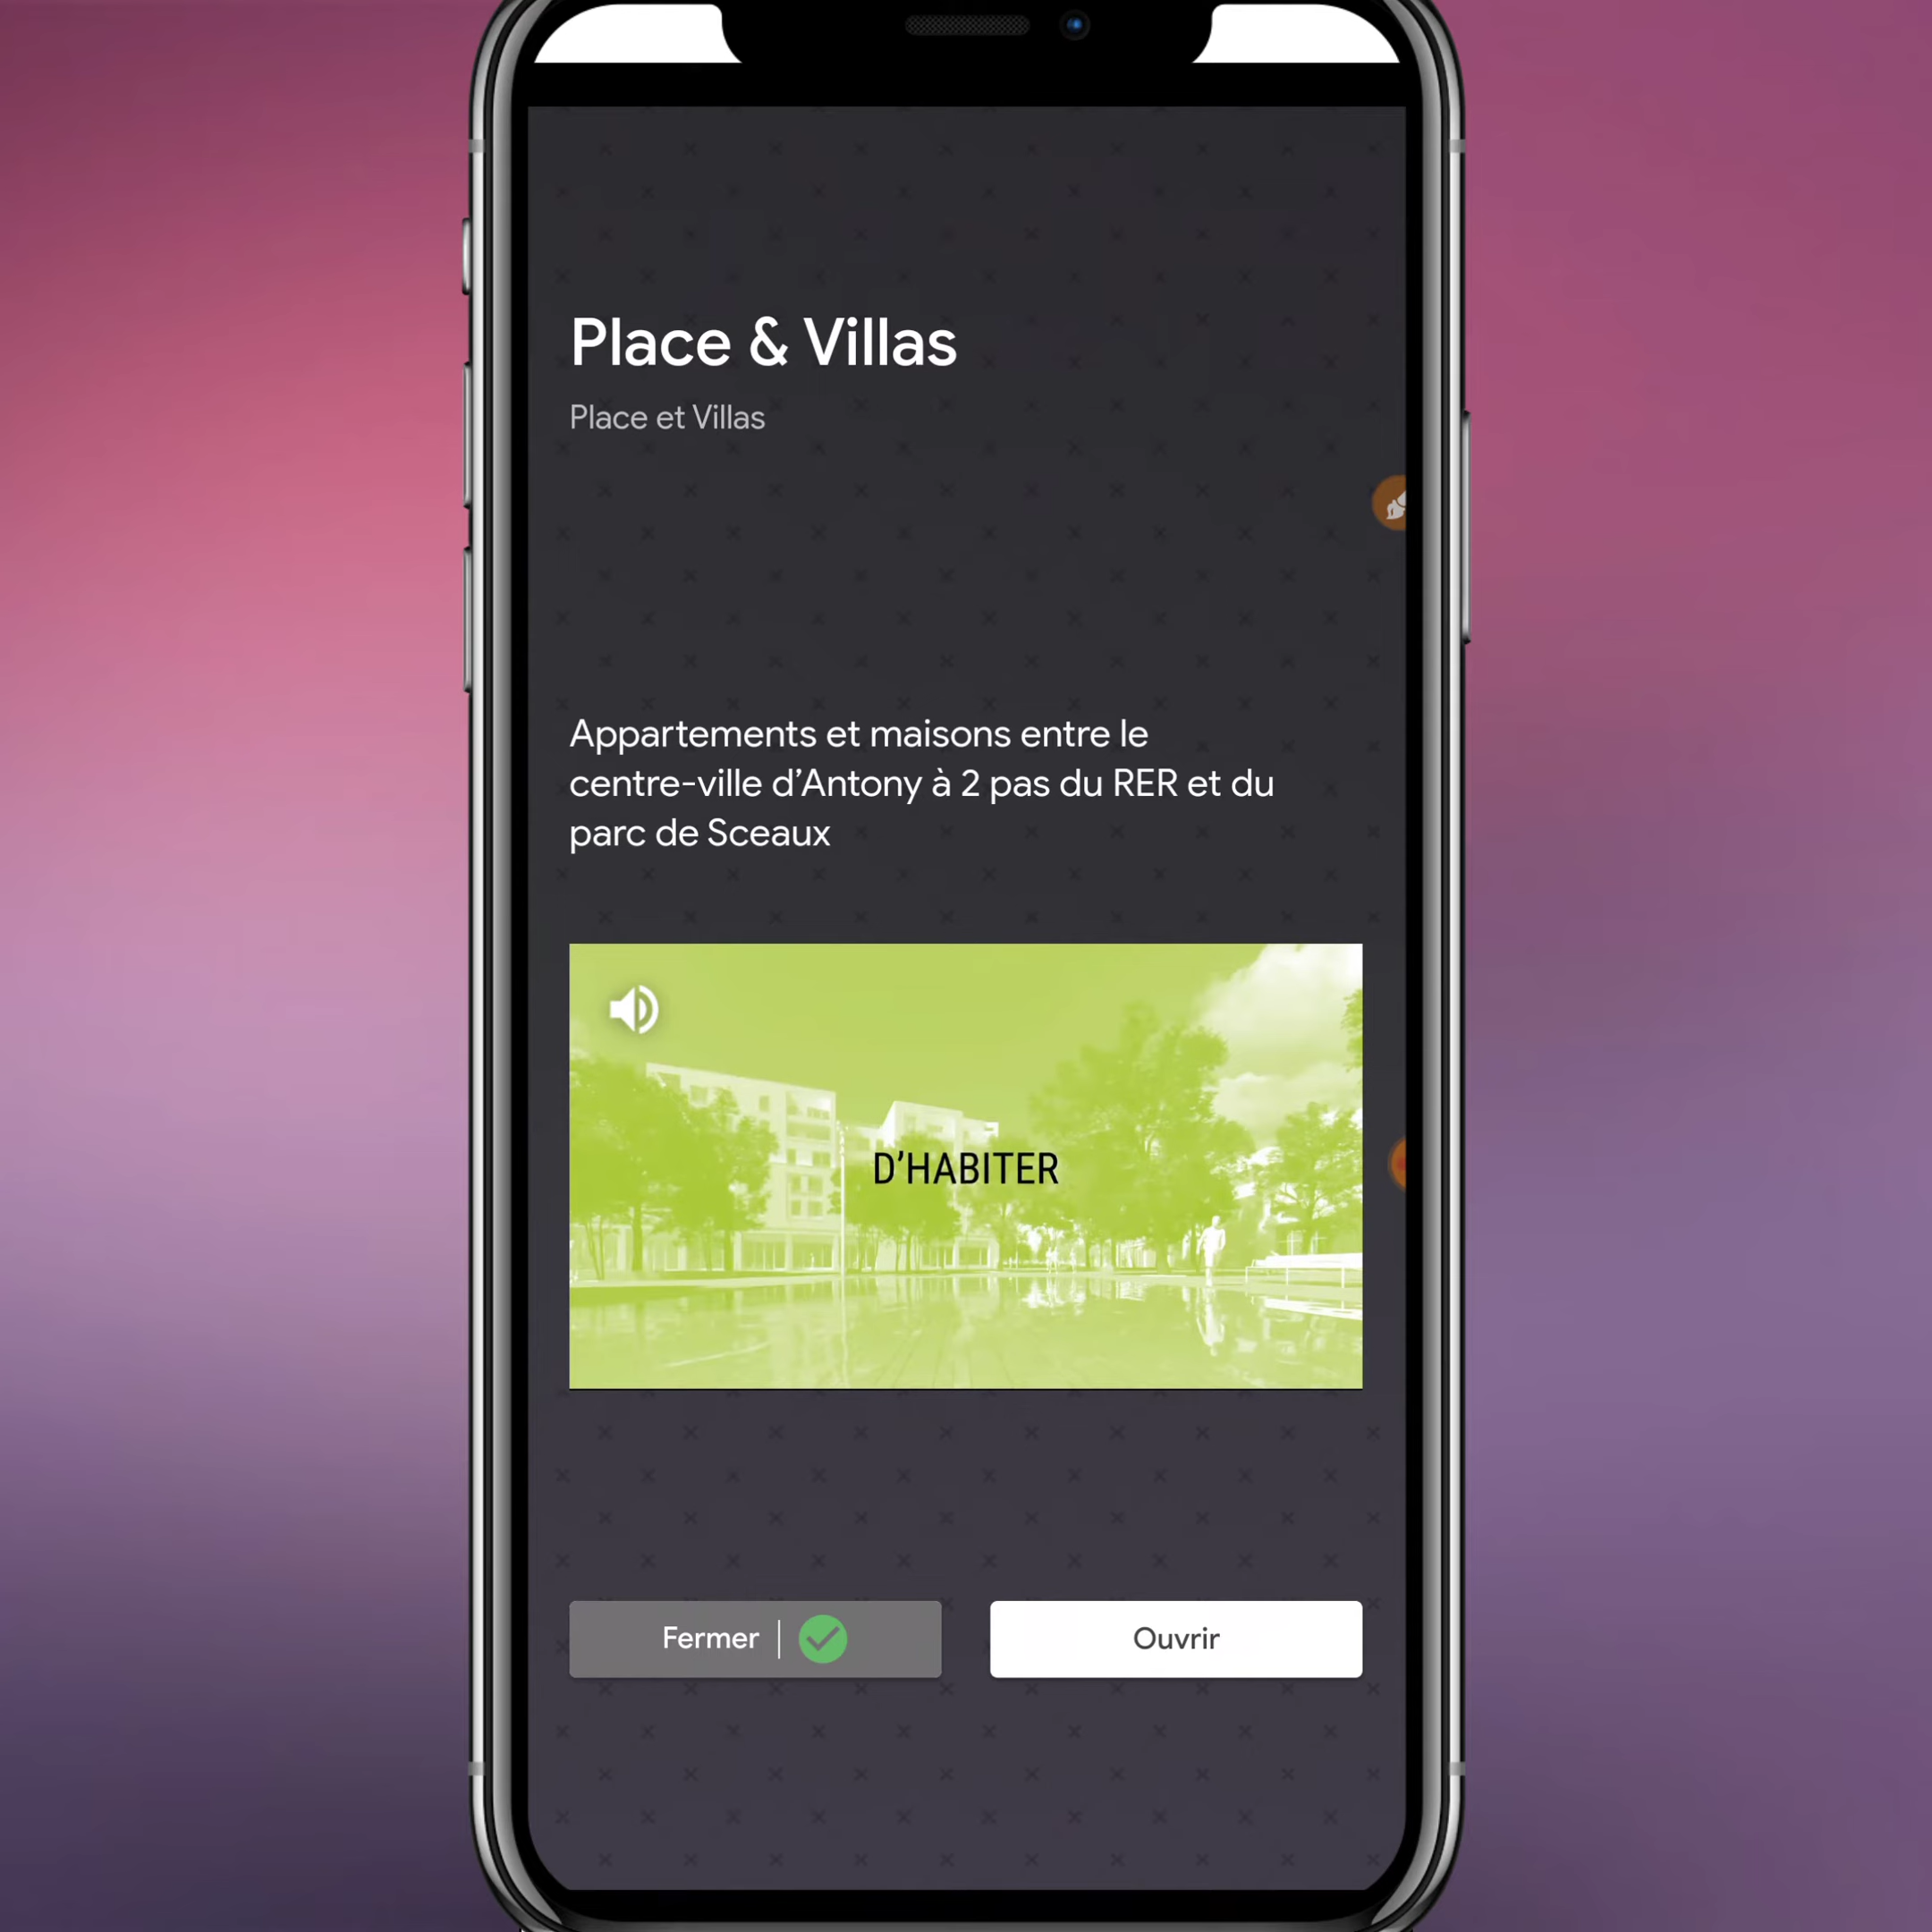 Place & Villas
Place et Villas
Appartements et maisons entre le
centre-ville d’Antony à 2 pas du RER et du
parc de Sceaux
D’HABITER
Fermer
Ouvrir